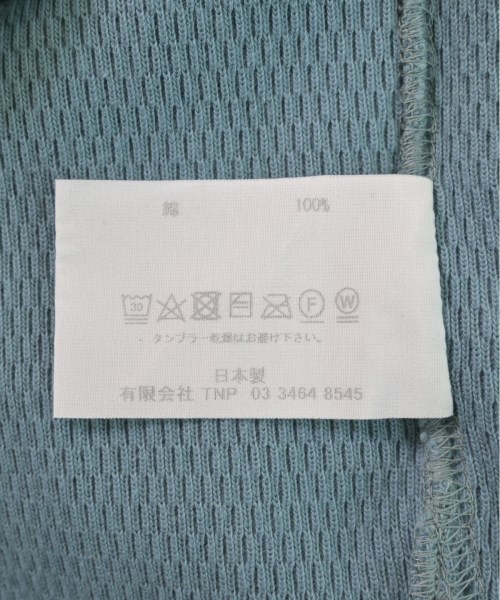 綿 100%
30 F W
・タンブラー乾燥はお避け下さい。
日本製
有限会社 TNP 03 3464 8545